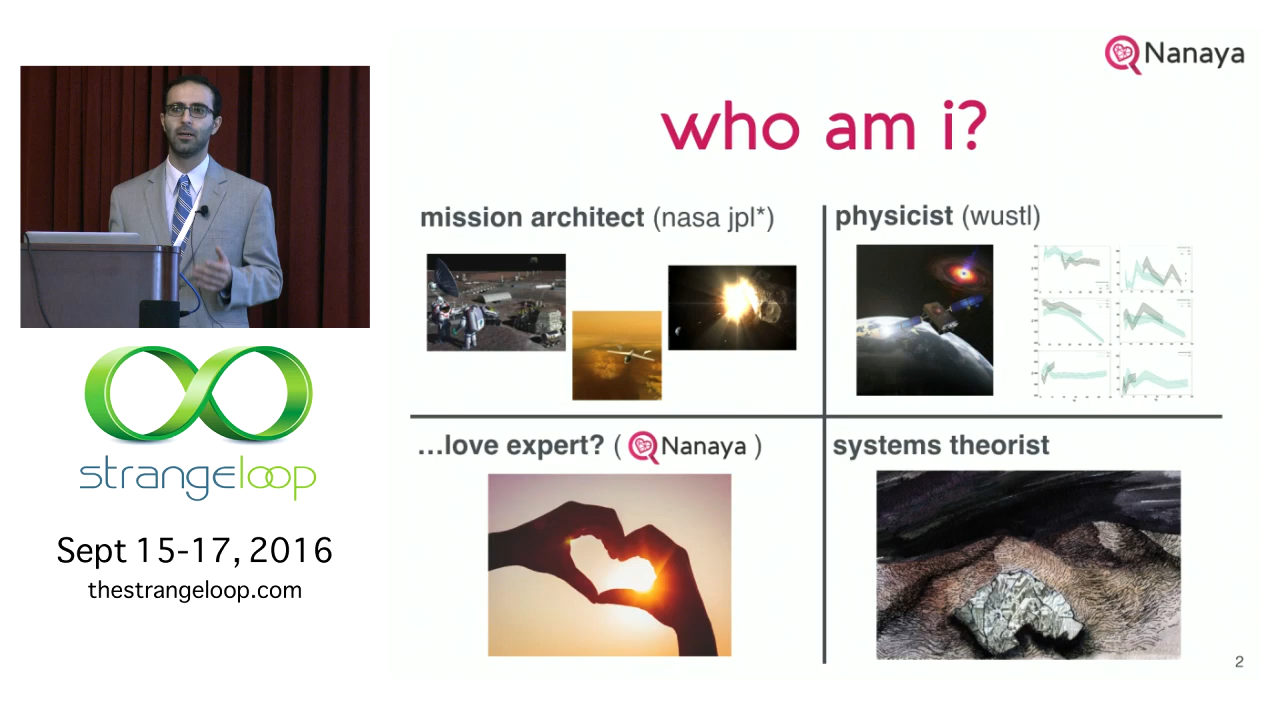 Nanaya
who am i?
mission architect (nasa jpl*)
physicist (wustl)
...love expert? ( Nanaya )
systems theorist
2
strangeloop
Sept 15-17, 2016
thestrangeloop.com